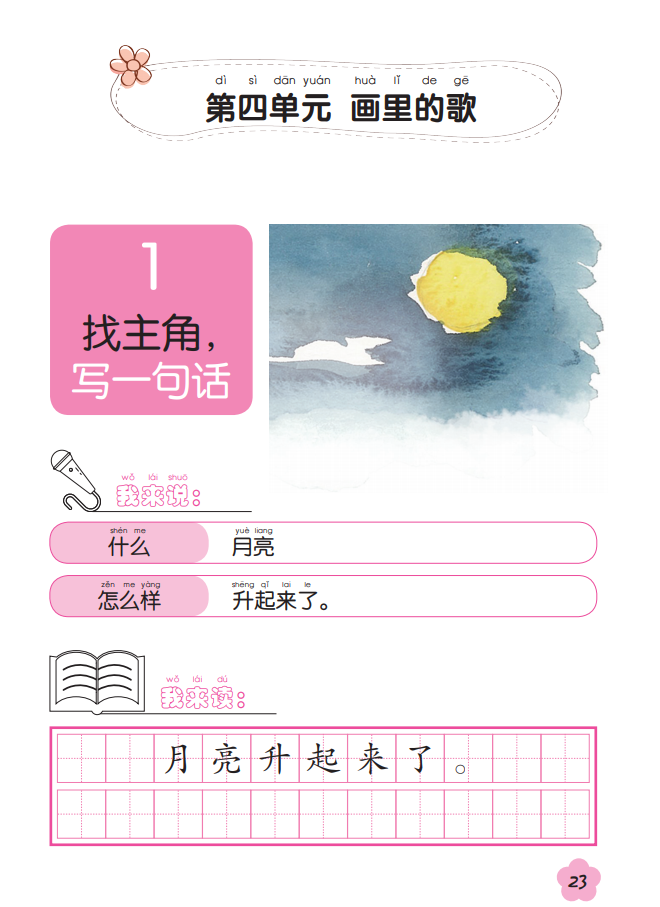 dì sì dān yuán huà lǐ de gē
第四单元 画里的歌
1
找主角，
写一句话
wǒ lái shuō
我来说：
shén me yuè liang
什么 月亮
zěn me yàng shēng qǐ lai le
怎么样 升起来了。
wǒ lái dú
我来读：
月亮升起来了。
23